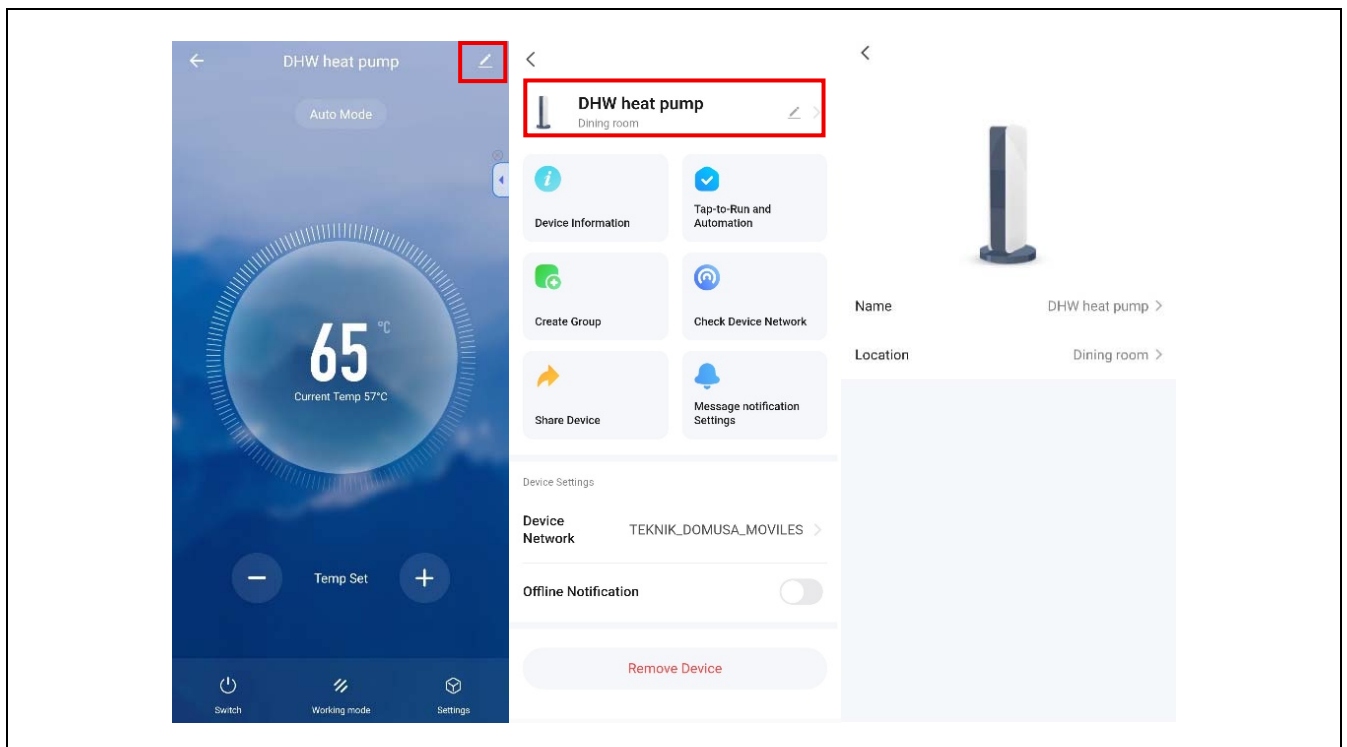 DHW heat pump
Auto Mode
65 °C
Current Temp 57°C
Temp Set
Switch
Working mode
Settings
DHW heat pump
Dining room
Device Information
Tap-to-Run and
Automation
Create Group
Check Device Network
Share Device
Message notification
Settings
Device Settings
Device
Network
TEKNIK_DOMUSA_MOVILES
Offline Notification
Remove Device
Name
DHW heat pump
Location
Dining room